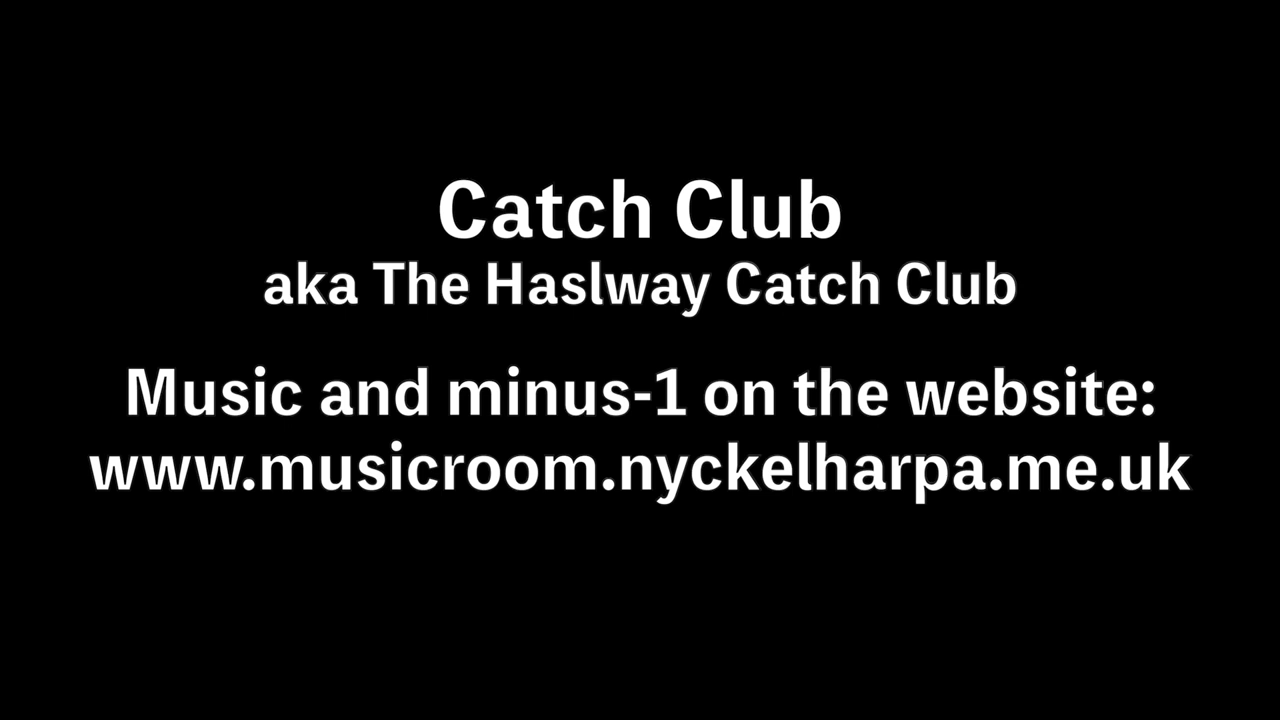 Catch Club
aka The Haslway Catch Club
Music and minus-1 on the website:
www.musicroom.nyckelharpa.me.uk